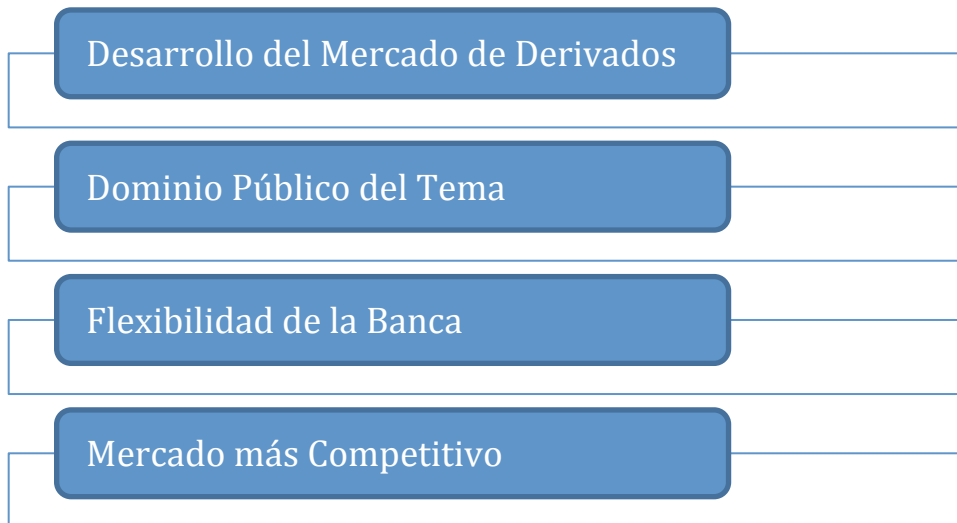 Desarrollo del Mercado de Derivados
Dominio Público del Tema
Flexibilidad de la Banca
Mercado más Competitivo